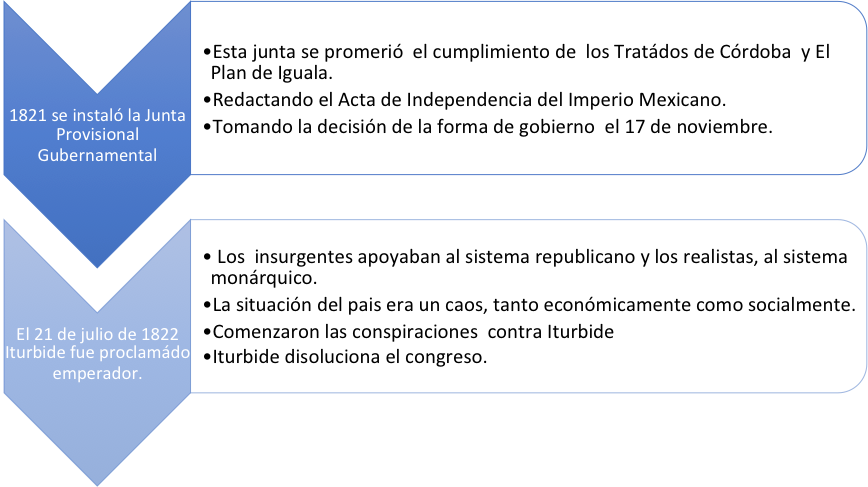 1821 se instaló la Junta
Provisional
Gubernamental
•Esta junta se promerió el cumplimiento de los Tratádos de Córdoba y El
Plan de Iguala.
•Redactando el Acta de Independencia del Imperio Mexicano.
•Tomando la decisión de la forma de gobierno el 17 de noviembre.
El 21 de julio de 1822
Iturbide fue proclamádo
emperador.
• Los insurgentes apoyaban al sistema republicano y los realistas, al sistema
monárquico.
•La situación del pais era un caos, tanto económicamente como socialmente.
•Comenzaron las conspiraciones contra Iturbide
•Iturbide disoluciona el congreso.